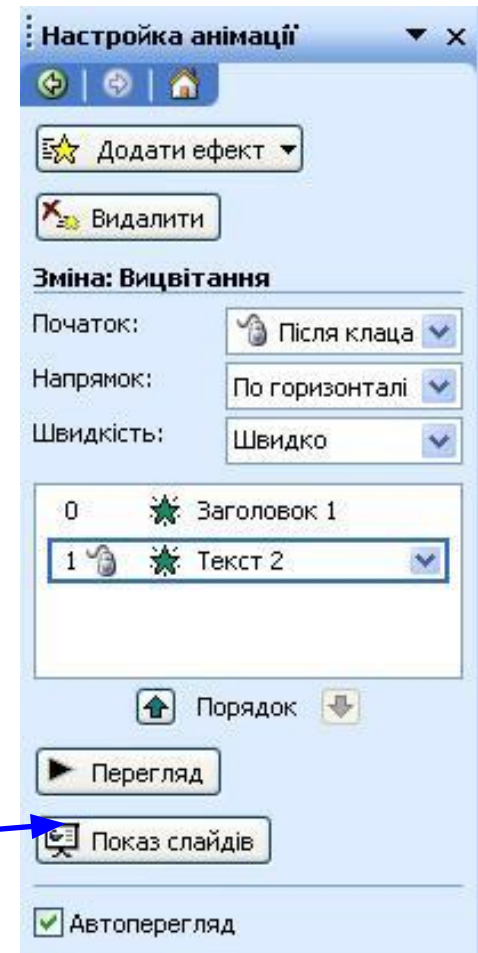 Настройка анімації
Додати ефект
Видалити
Зміна: Вицвітання
Початок: Після клаца
Напрямок: По горизонталі
Швидкість: Швидко
0 Заголовок 1
1 Текст 2
Порядок
Перегляд
Показ слайдів
Автоперегляд